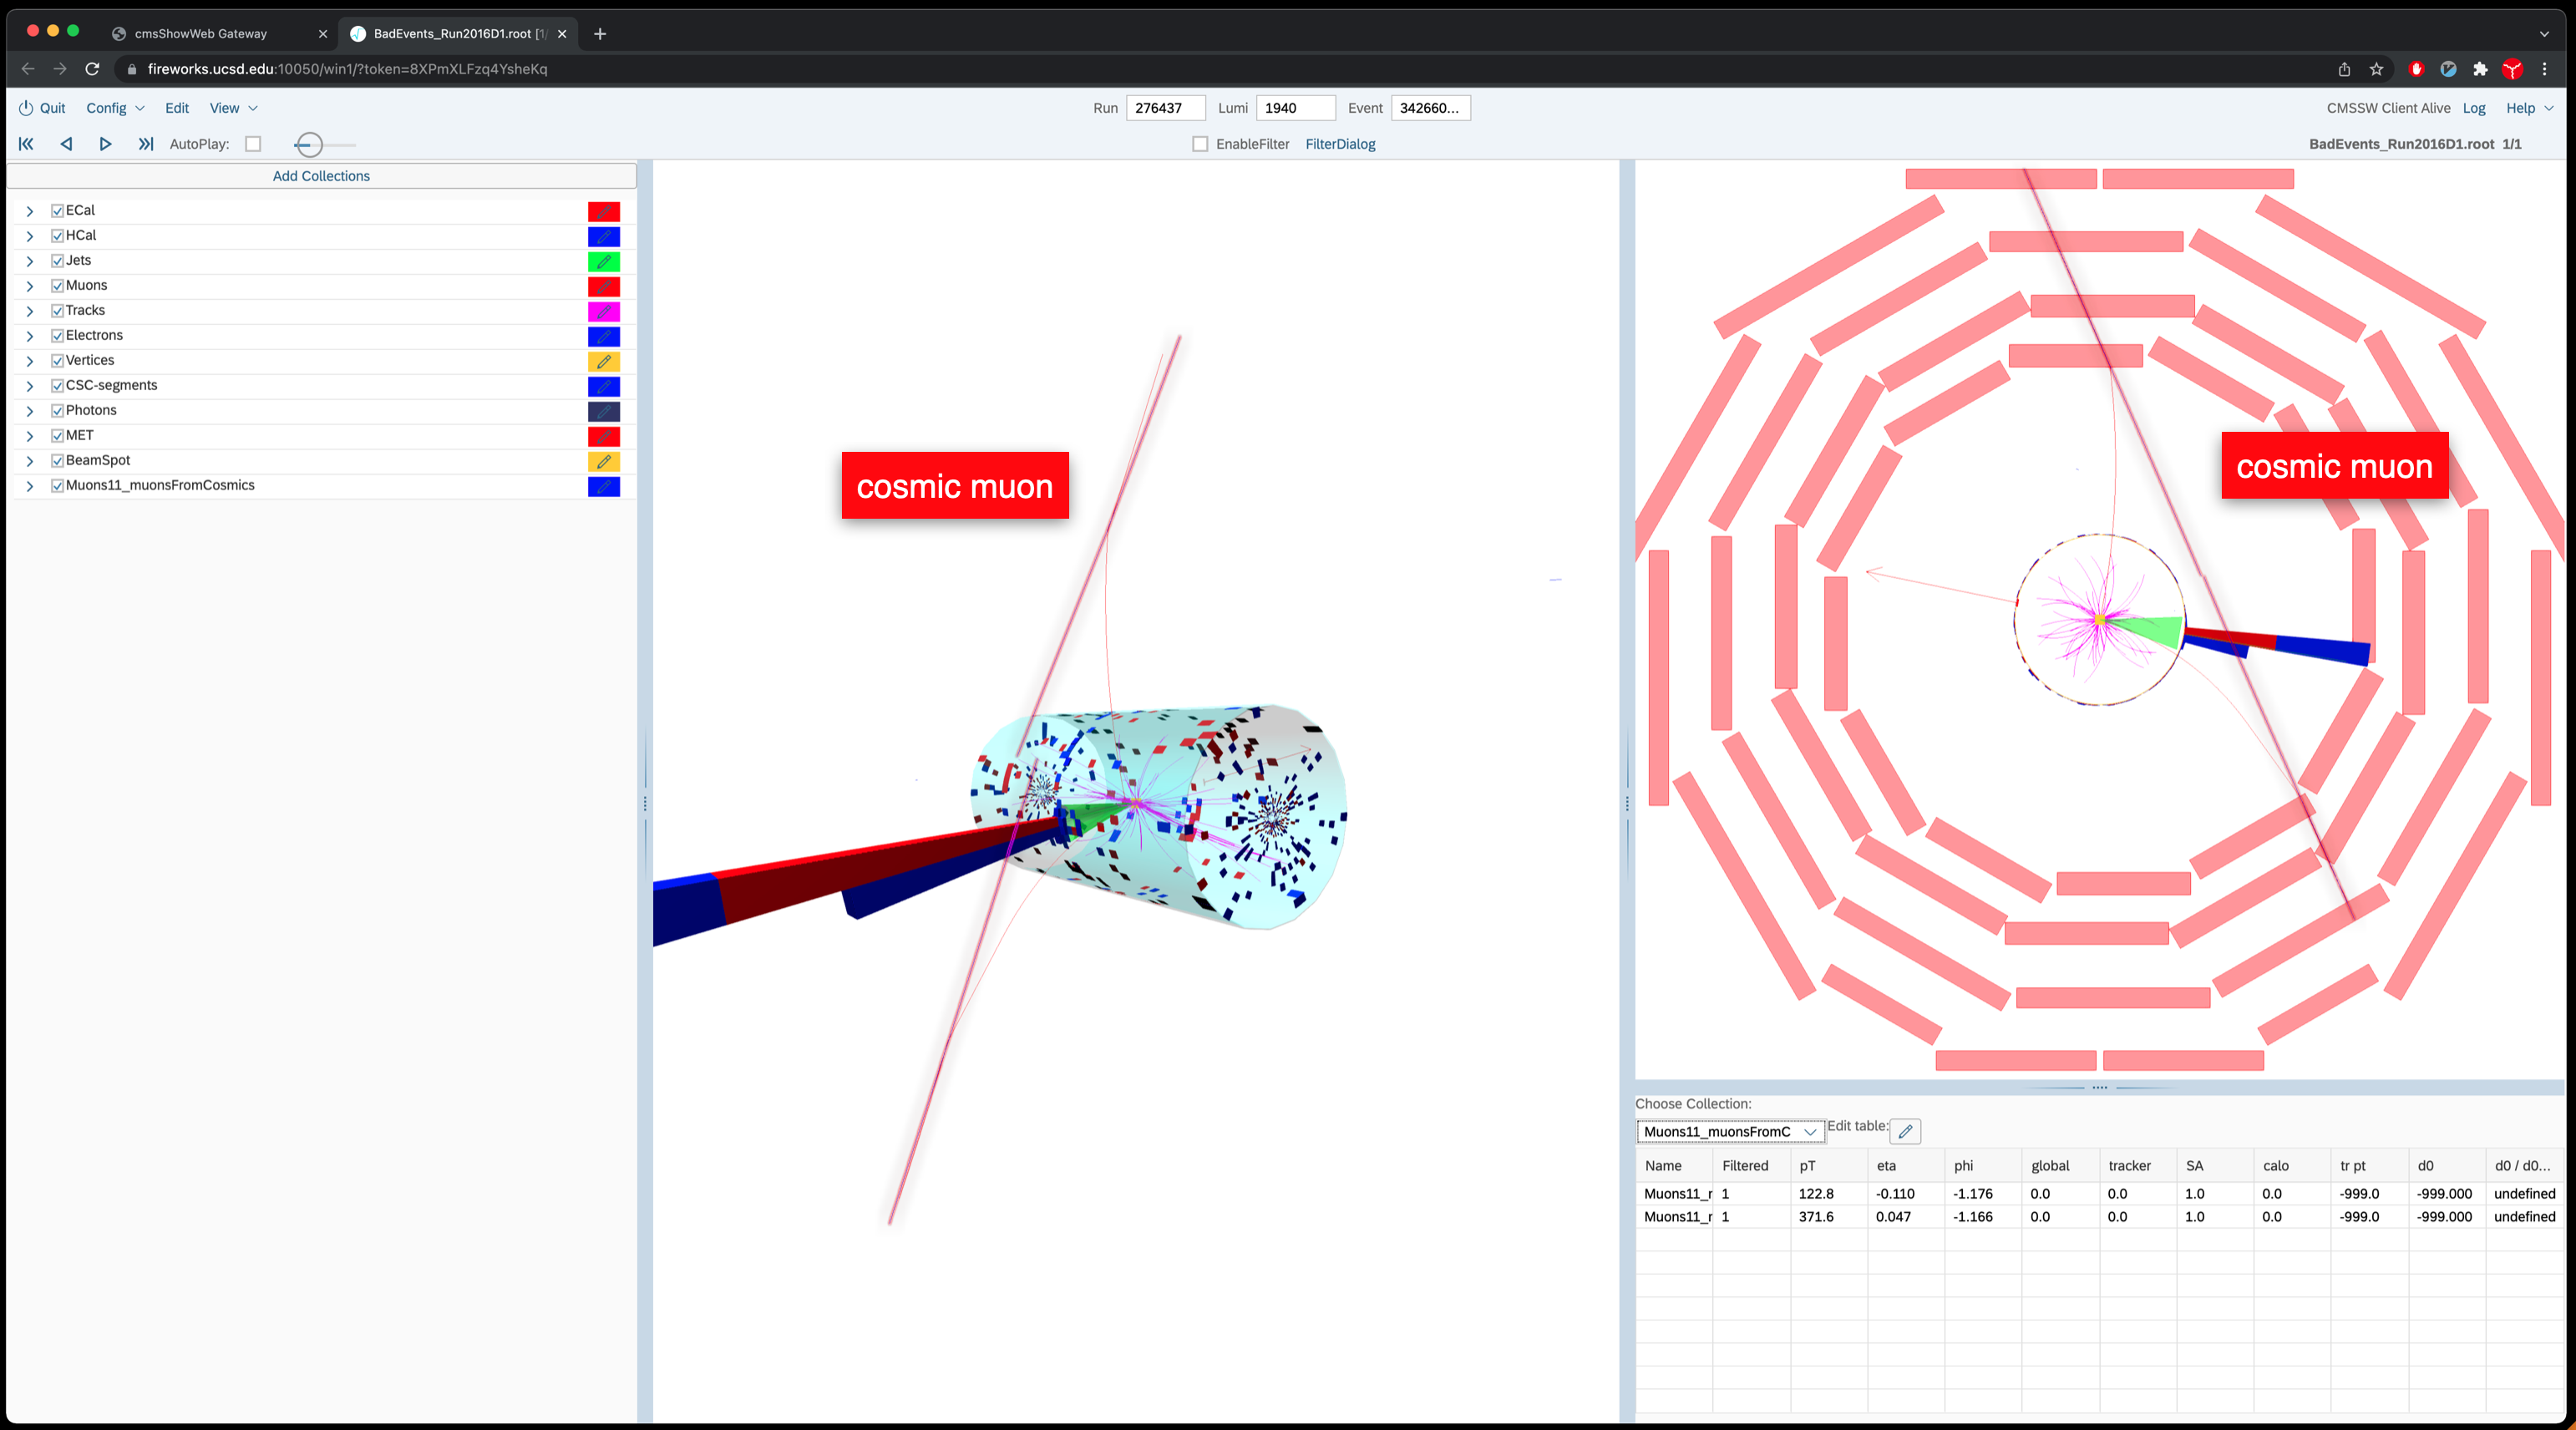 cmsShowWeb Gateway
BadEvents_Run2016D1.root [1/
fireworks.ucsd.edu:10050/win1/?token=8XPmXLFzq4YsheKq
Quit Config Edit View Run 276437 Lumi 1940 Event 342660... CMSSW Client Alive Log Help
AutoPlay: EnableFilter FilterDialog BadEvents_Run2016D1.root 1/1
Add Collections
ECal
HCal
Jets
Muons
Tracks
Electrons
Vertices
CSC-segments
Photons
MET
BeamSpot
Muons11_muonsFromCosmics
cosmic muon
cosmic muon
Choose Collection:
Muons11_muonsFromC Edit table:
Name Filtered pT eta phi global tracker SA calo tr pt d0 d0 / d0...
Muons11_r 1 122.8 -0.110 -1.176 0.0 0.0 1.0 0.0 -999.0 -999.000 undefined
Muons11_r 1 371.6 0.047 -1.166 0.0 0.0 1.0 0.0 -999.0 -999.000 undefined